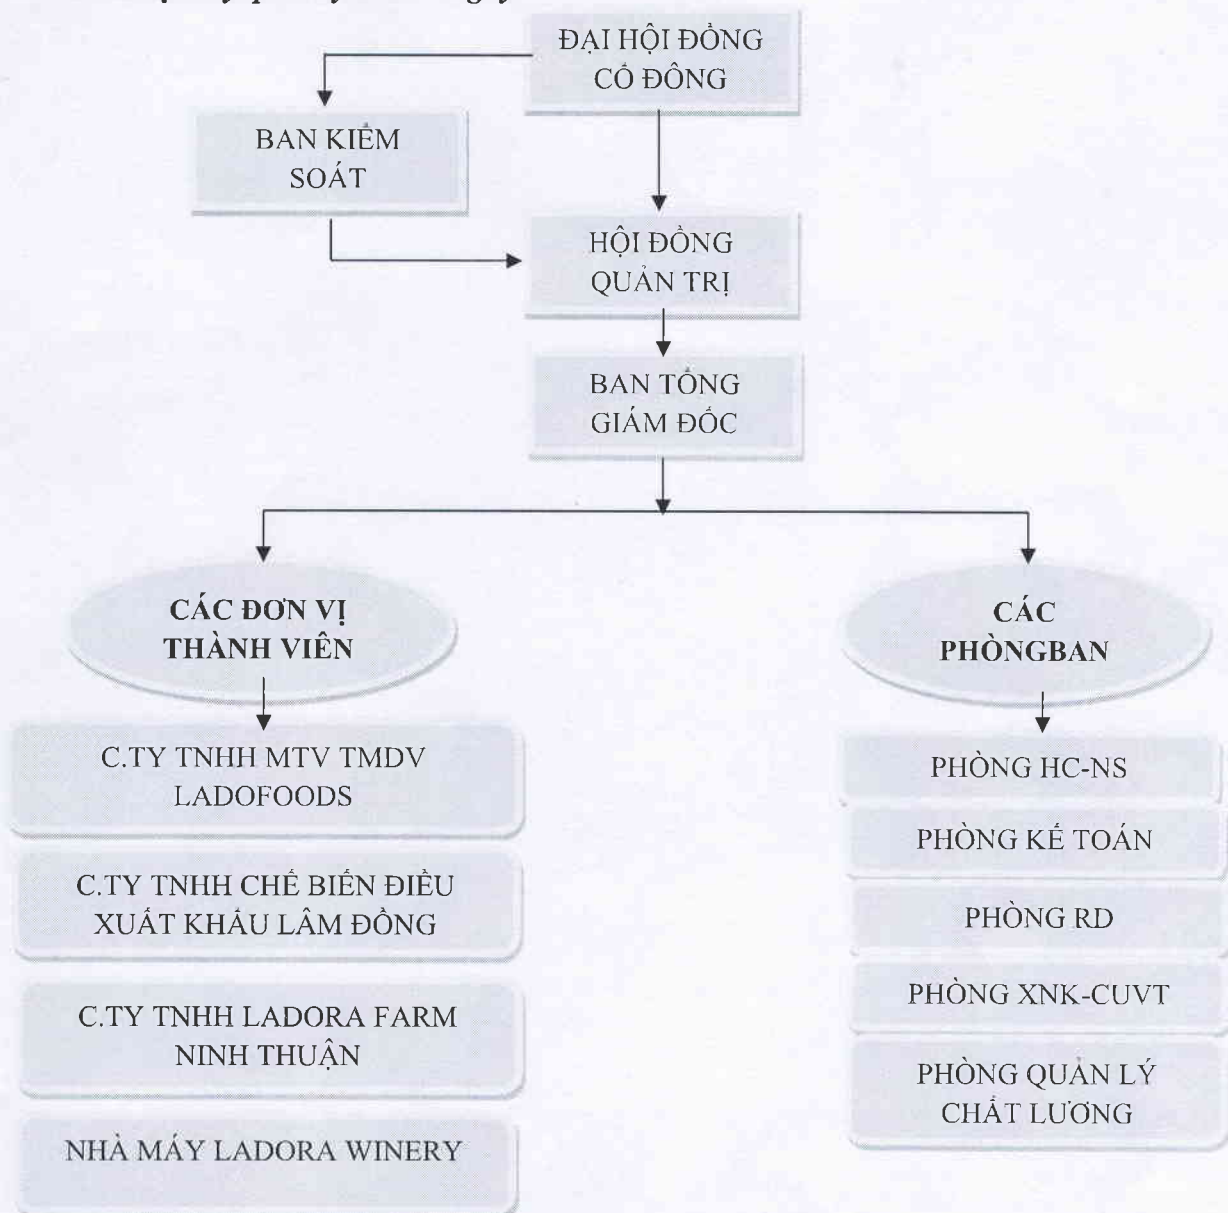 ĐẠI HỘI ĐỒNG
CỔ ĐÔNG
BAN KIỂM
SOÁT
HỘI ĐỒNG
QUẢN TRỊ
BAN TỔNG
GIÁM ĐỐC
CÁC ĐƠN VỊ
THÀNH VIÊN
C.TY TNHH MTV TMDV
LADOFOODS
C.TY TNHH CHẾ BIẾN ĐIỀU
XUẤT KHẨU LÂM ĐỒNG
C.TY TNHH LADORA FARM
NINH THUẬN
NHÀ MÁY LADORA WINERY
CÁC
PHÒNGBAN
PHÒNG HC-NS
PHÒNG KẾ TOÁN
PHÒNG RD
PHÒNG XNK-CUVT
PHÒNG QUẢN LÝ
CHẤT LƯƠNG